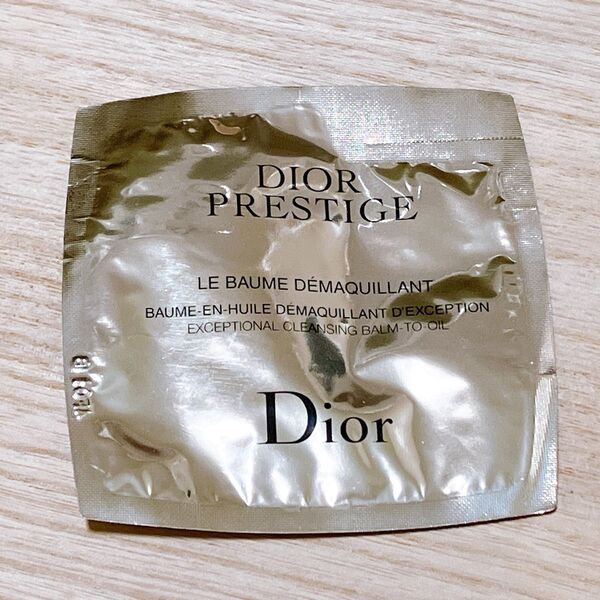 DIOR
PRESTIGE
LE BAUME DÉMAQUILLANT
BAUME-EN-HUILE DÉMAQUILLANT D'EXCEPTION
EXCEPTIONAL CLEANSING BALM-TO-OIL
Dior